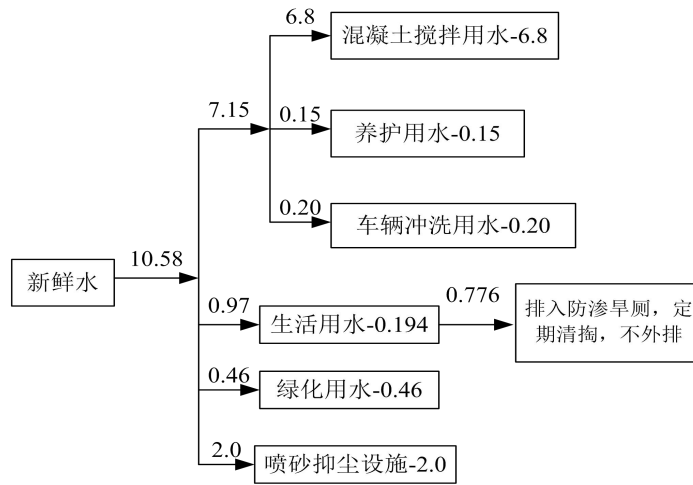 6.8
混凝土搅拌用水-6.8
7.15
0.15
养护用水-0.15
0.20
车辆冲洗用水-0.20
新鲜水
10.58
0.97
生活用水-0.194
0.776
排入防渗旱厕，定
期清掏，不外排
0.46
绿化用水-0.46
2.0
喷砂抑尘设施-2.0